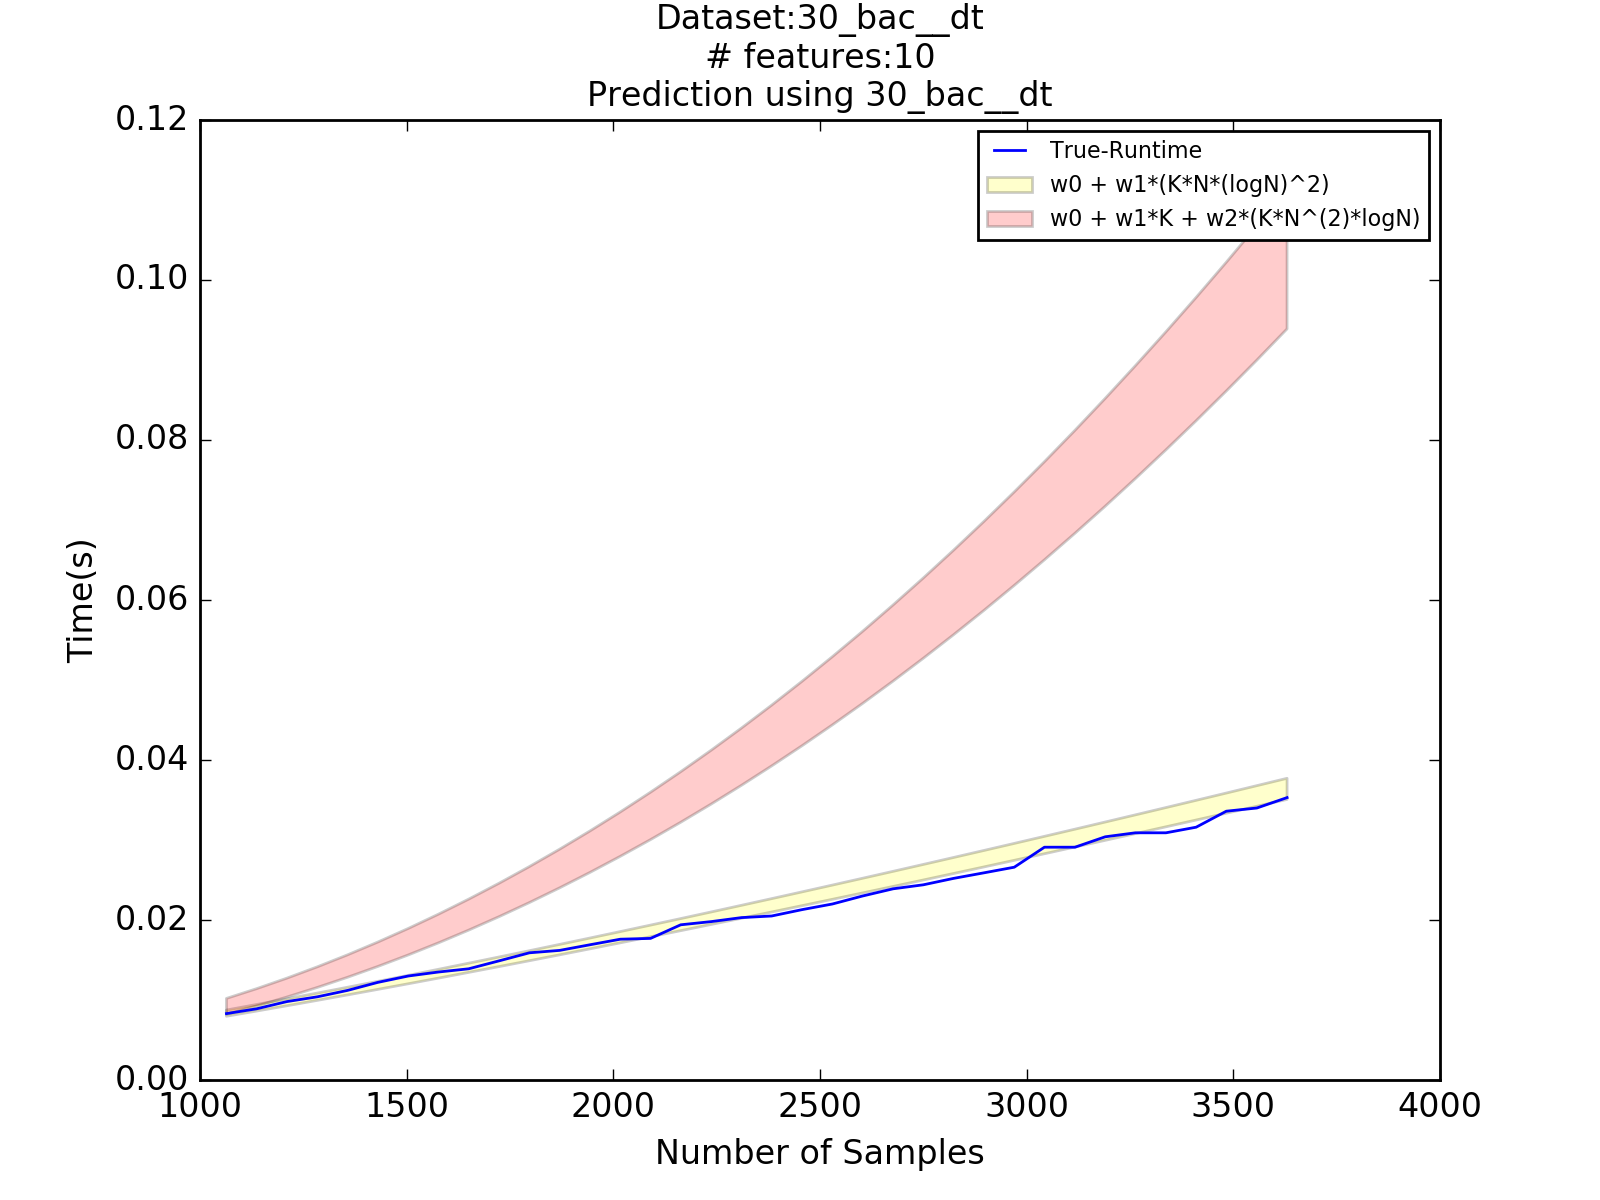 Dataset:30_bac__dt
# features:10
Prediction using 30_bac__dt
0.12
0.10
0.08
0.06
0.04
0.02
0.00
Time(s)
True-Runtime
w0 + w1*(K*N*(logN)^2)
w0 + w1*K + w2*(K*N^(2)*logN)
1000 1500 2000 2500 3000 3500 4000
Number of Samples